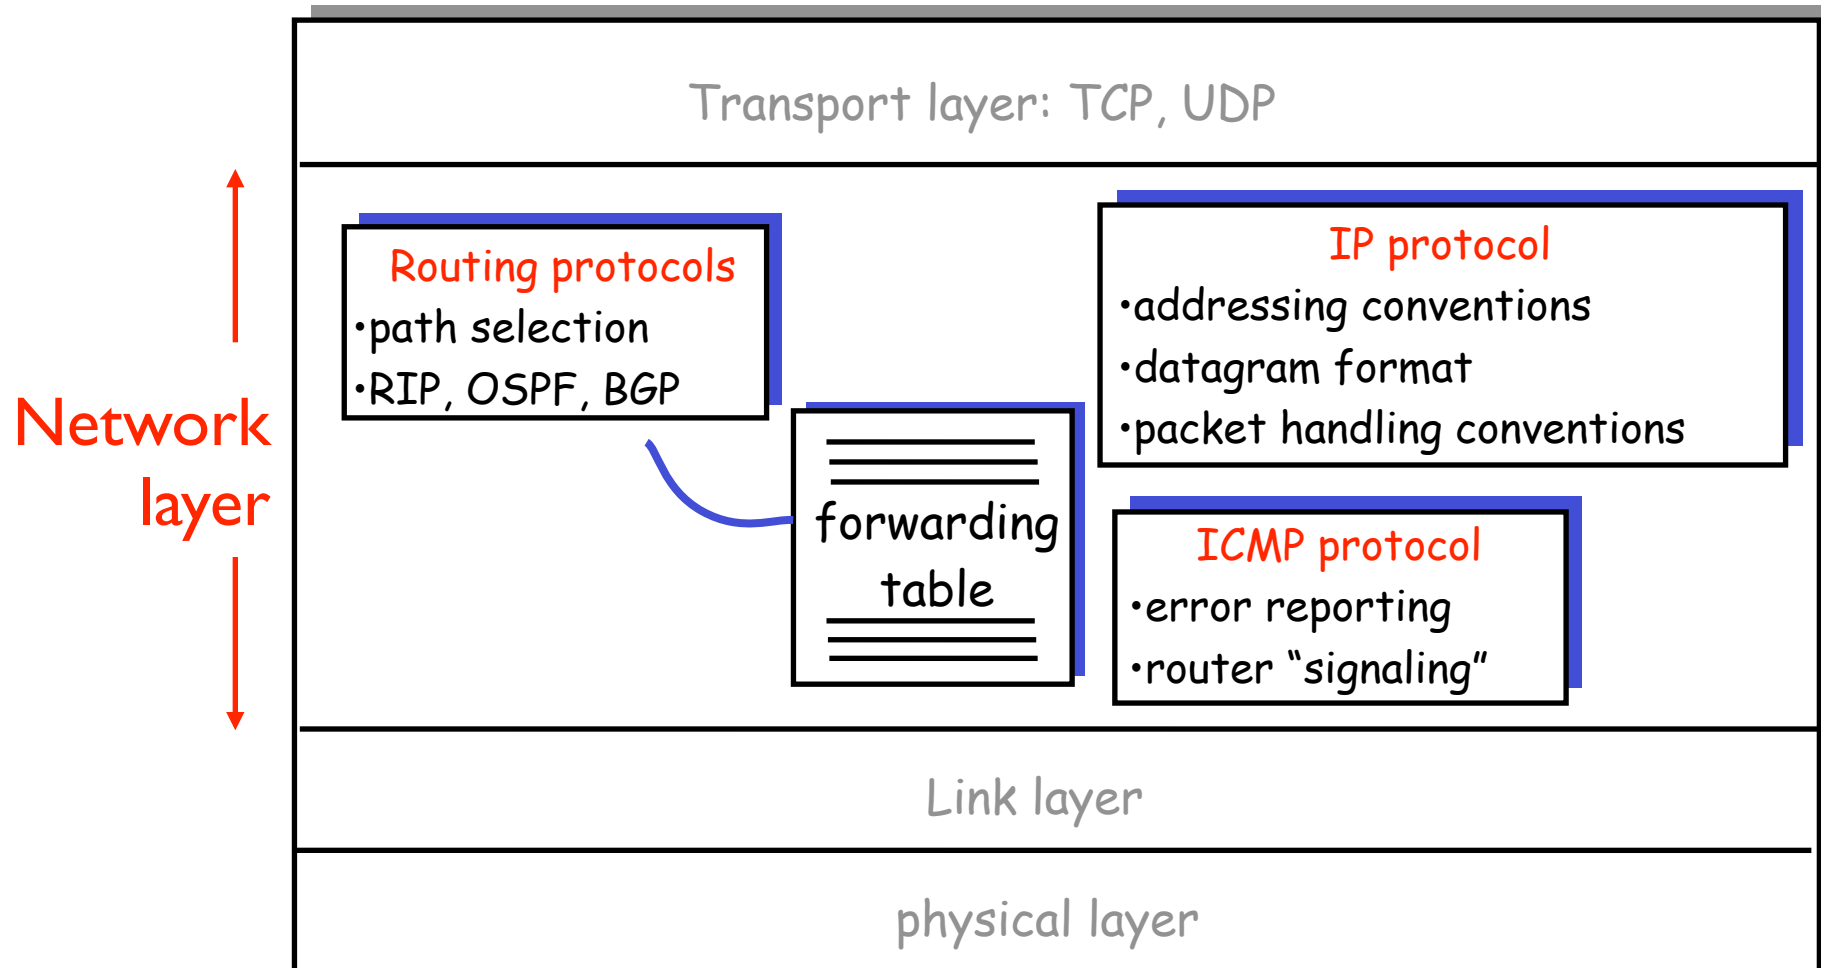 Transport layer: TCP, UDP
Network
layer
Routing protocols
•path selection
•RIP, OSPF, BGP
forwarding
table
IP protocol
•addressing conventions
•datagram format
•packet handling conventions
ICMP protocol
•error reporting
•router “signaling”
Link layer
physical layer